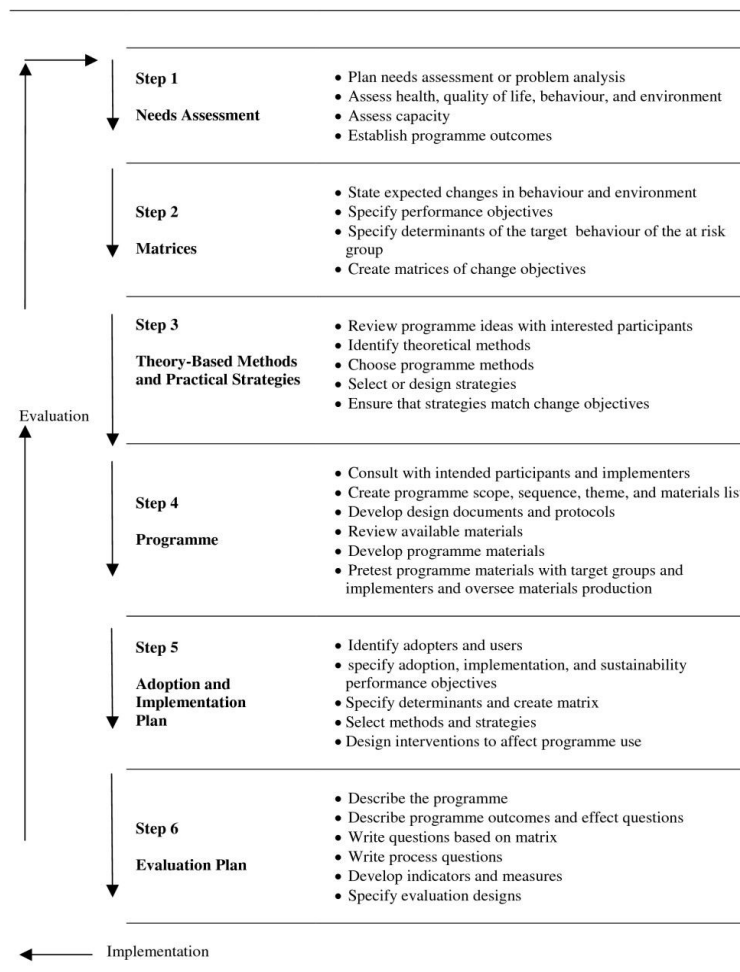 Step 1
Needs Assessment
• Plan needs assessment or problem analysis
• Assess health, quality of life, behaviour, and environment
• Assess capacity
• Establish programme outcomes
Step 2
Matrices
• State expected changes in behaviour and environment
• Specify performance objectives
• Specify determinants of the target behaviour of the at risk
group
• Create matrices of change objectives
Step 3
Theory-Based Methods
and Practical Strategies
• Review programme ideas with interested participants
• Identify theoretical methods
• Choose programme methods
• Select or design strategies
• Ensure that strategies match change objectives
Evaluation
Step 4
Programme
• Consult with intended participants and implementers
• Create programme scope, sequence, theme, and materials lis
• Develop design documents and protocols
• Review available materials
• Develop programme materials
• Pretest programme materials with target groups and
implementers and oversee materials production
Step 5
Adoption and
Implementation
Plan
• Identify adopters and users
• specify adoption, implementation, and sustainability
performance objectives
• Specify determinants and create matrix
• Select methods and strategies
• Design interventions to affect programme use
Step 6
Evaluation Plan
• Describe the programme
• Describe programme outcomes and effect questions
• Write questions based on matrix
• Write process questions
• Develop indicators and measures
• Specify evaluation designs
Implementation